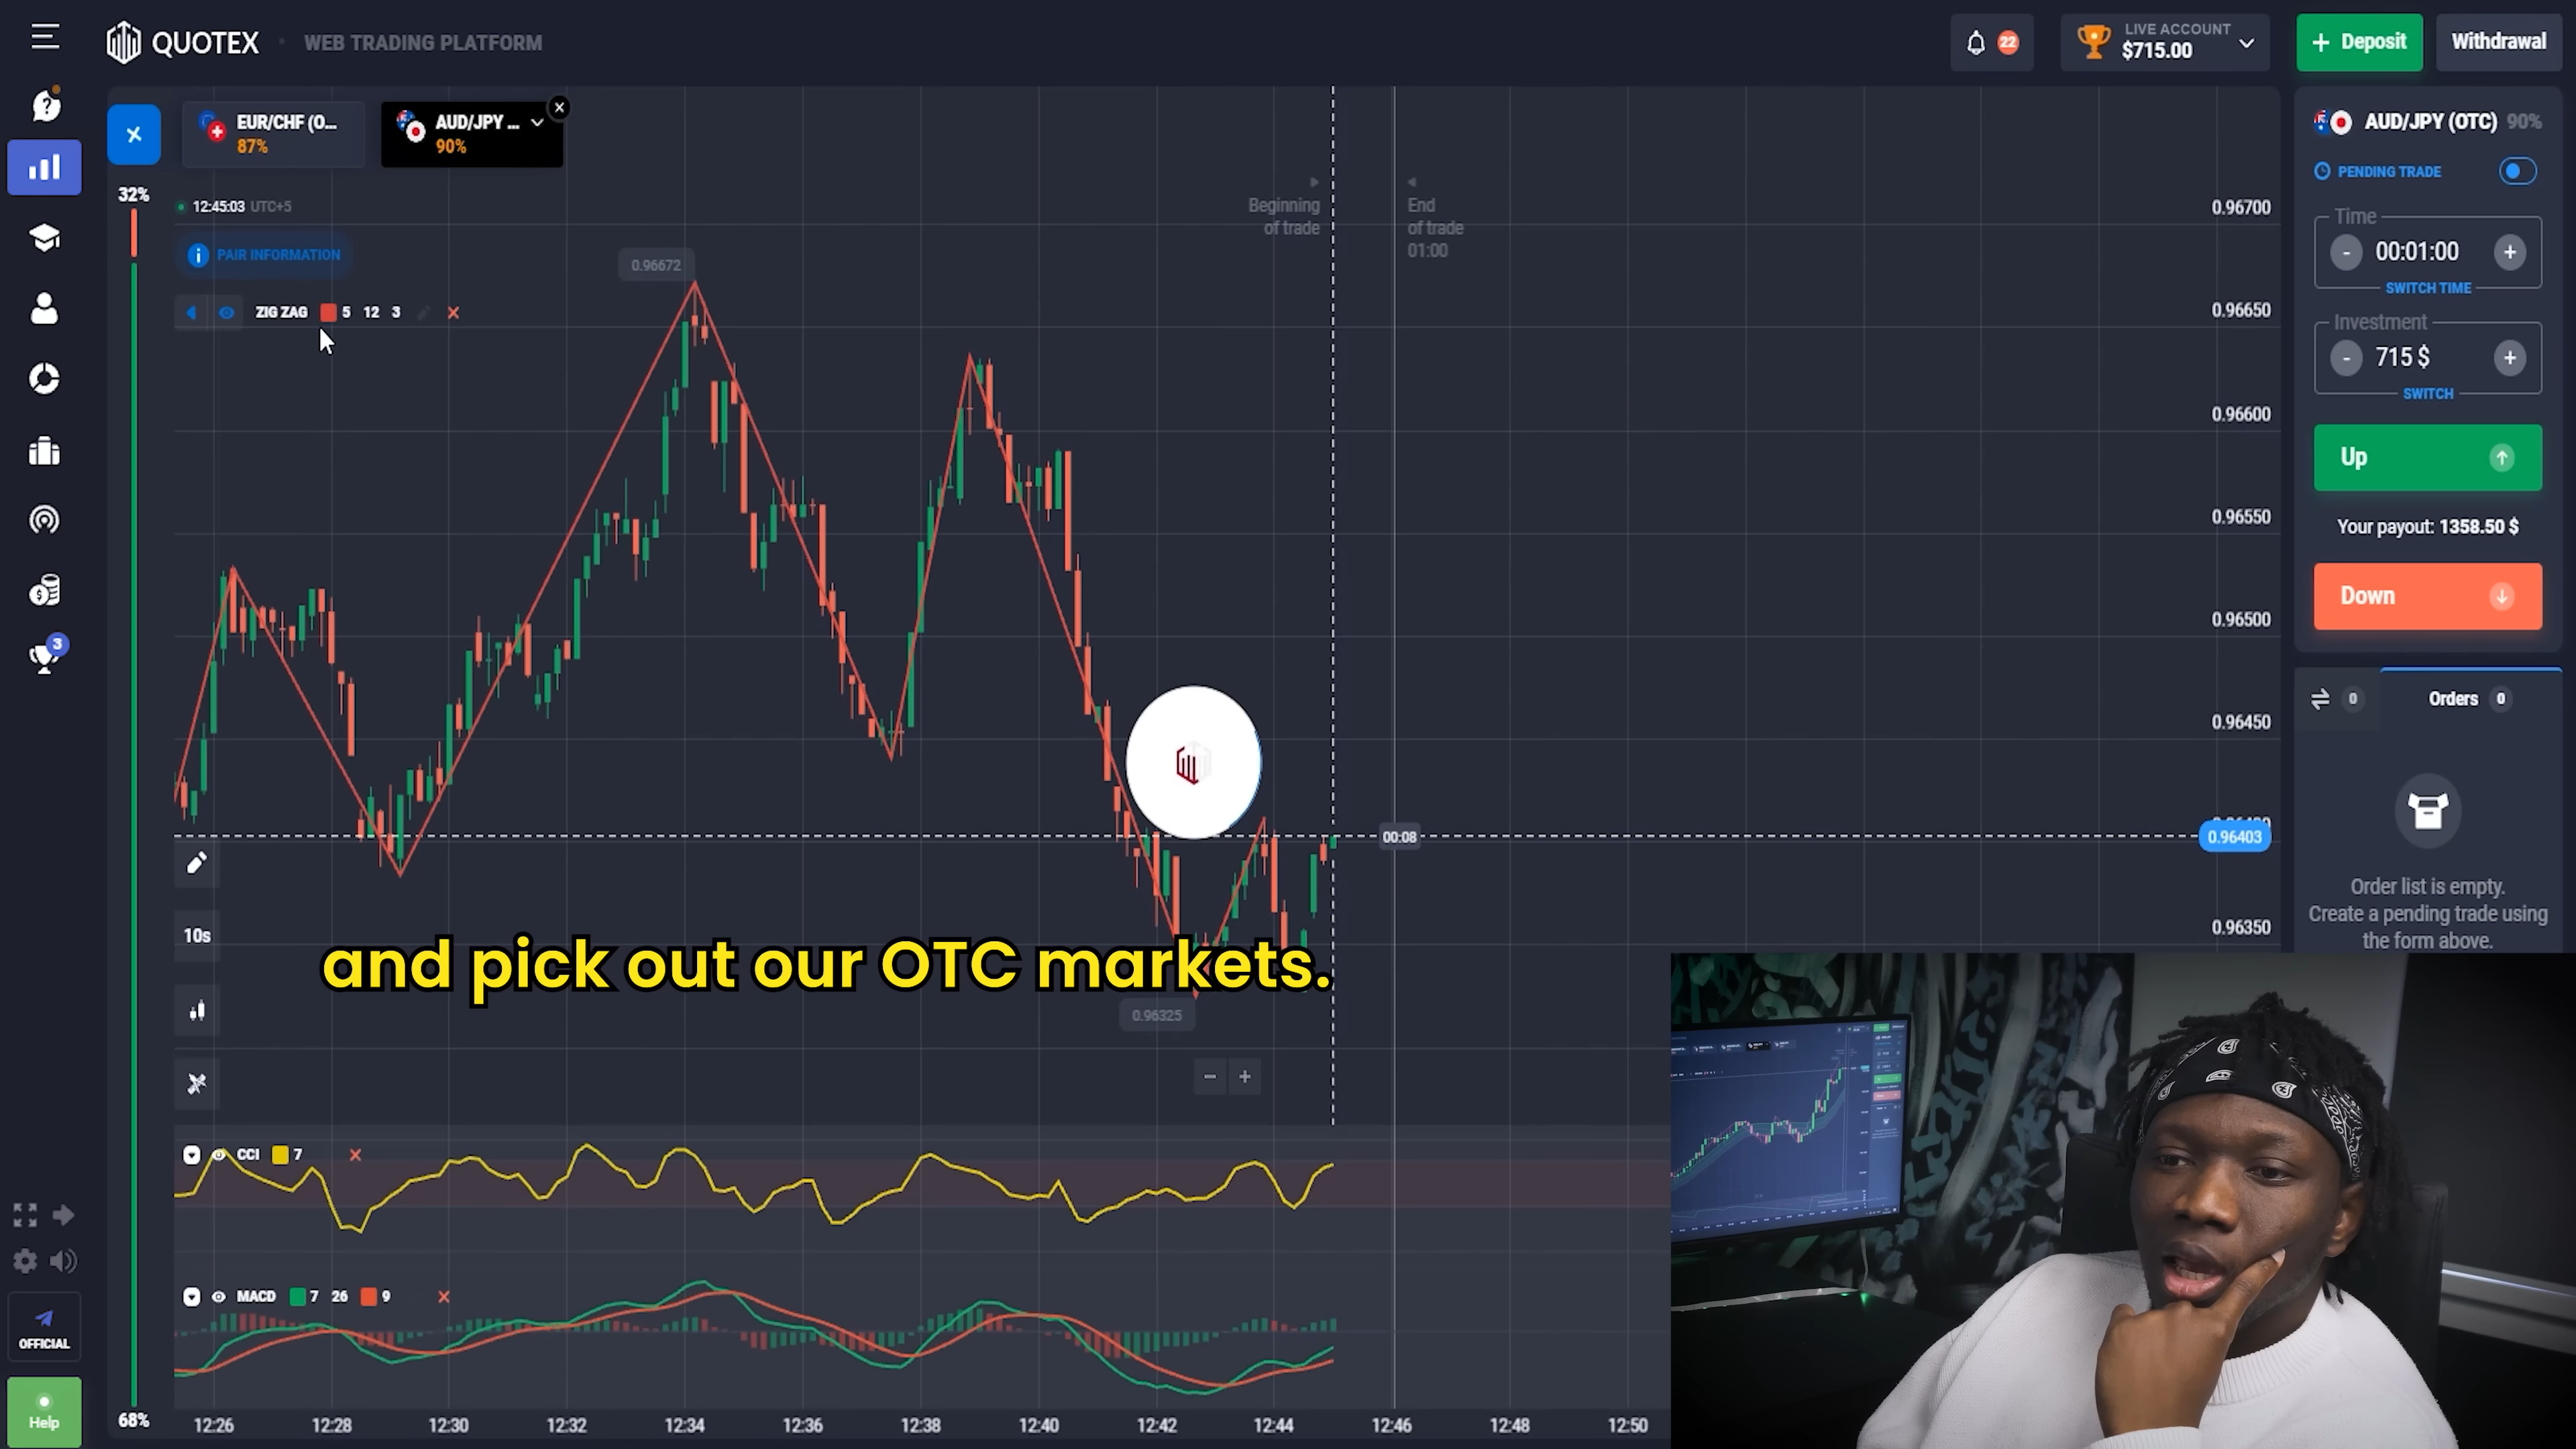 QUOTEX
WEB TRADING PLATFORM
22
LIVE ACCOUNT
$715.00
+ Deposit
Withdrawal
EUR/CHF (O...
87%
AUD/JPY ...
90%
32%
12:45:03 UTC+5
PAIR INFORMATION
ZIG ZAG 5 12 3
0.96672
Beginning
of trade
End
of trade
01:00
0.96700
0.96650
0.96600
0.96550
0.96500
0.96450
0.96403
0.96350
00:08
AUD/JPY (OTC) 90%
PENDING TRADE
Time
- 00:01:00 +
SWITCH TIME
Investment
- 715 $ +
SWITCH
Up
Your payout: 1358.50 $
Down
0
Orders 0
Order list is empty.
Create a pending trade using
the form above.
3
10s
and pick out our OTC markets.
0.96325
− +
CCI 7
MACD 7 26 9
OFFICIAL
Help
68%
12:26 12:28 12:30 12:32 12:34 12:36 12:38 12:40 12:42 12:44 12:46 12:48 12:50